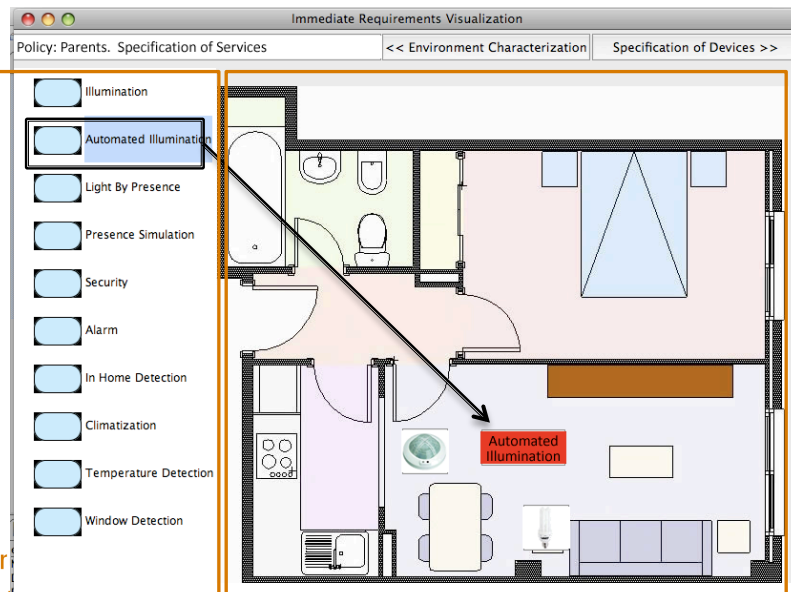 Immediate Requirements Visualization
Policy: Parents. Specification of Services
<< Environment Characterization
Specification of Devices >>
Illumination
Automated Illumination
Light By Presence
Presence Simulation
Security
Alarm
In Home Detection
Climatization
Temperature Detection
Window Detection
Automated
Illumination